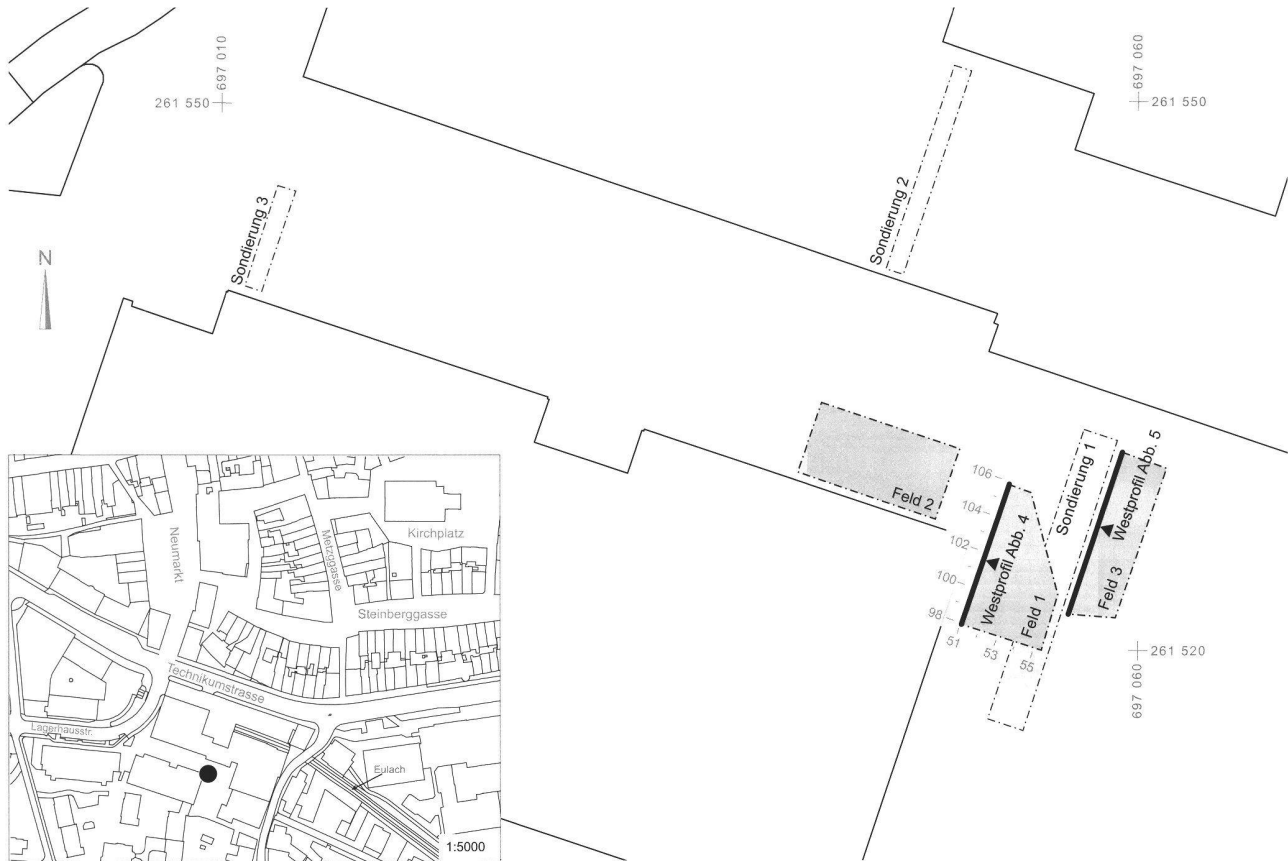 697 010
261 550
697 060
261 550
Sondierung 3
Sondierung 2
N
Feld 2
106
104
102
100
98
51
53
55
Westprofil Abb. 4
Feld 1
Sondierung 1
Westprofil Abb. 5
Feld 3
261 520
697 060
Neumarkt
Metzggasse
Kirchplatz
Steinberggasse
Technikumstrasse
Lagerhausstr.
Eulach
1:5000